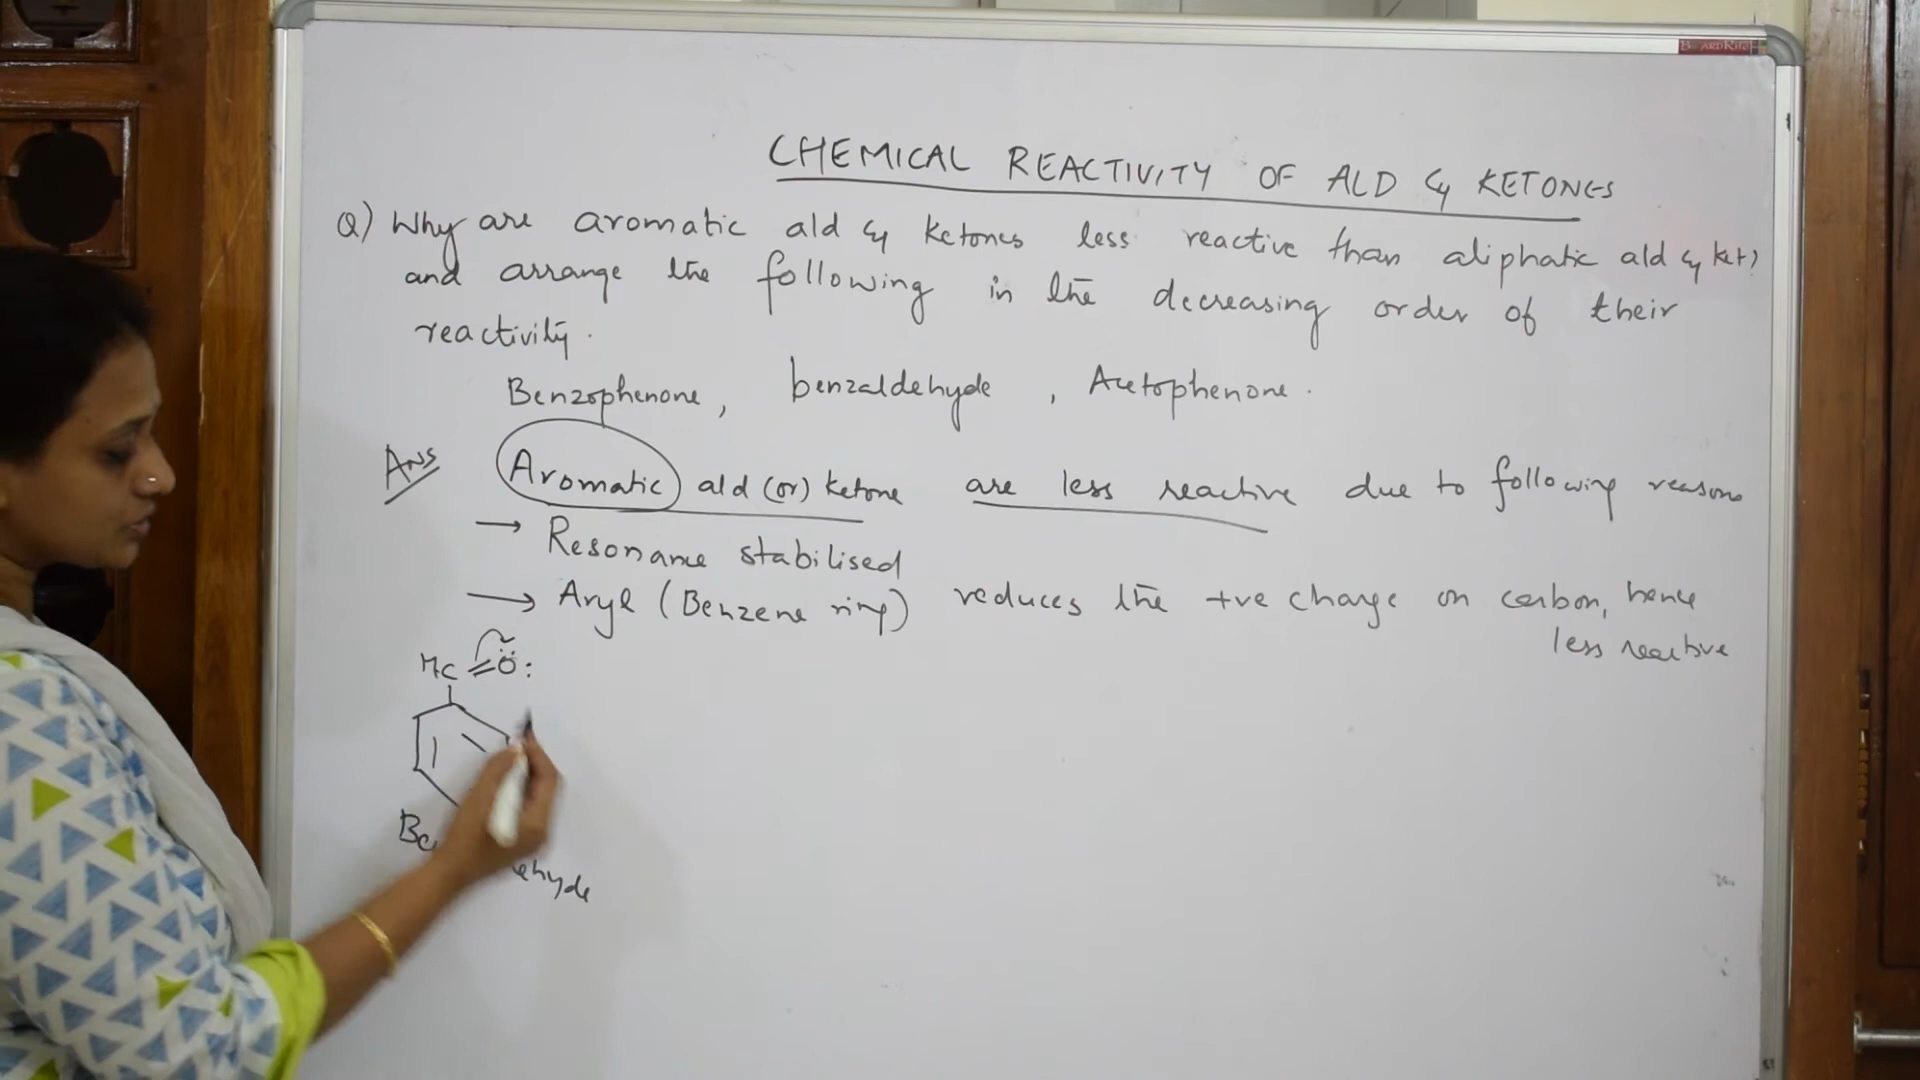 CHEMICAL REACTIVITY OF ALD & KETONES
Q) Why are aromatic ald & ketones less reactive than aliphatic ald & ket?
and arrange the following in the decreasing order of their
reactivity.
Benzophenone, benzaldehyde, Acetophenone.
Ans Aromatic ald (or) ketone are less reactive due to following reasons
→ Resonance stabilised
→ Aryl (Benzene ring) reduces the +ve charge on carbon, hence
less reactive
HC=O:
ehyde